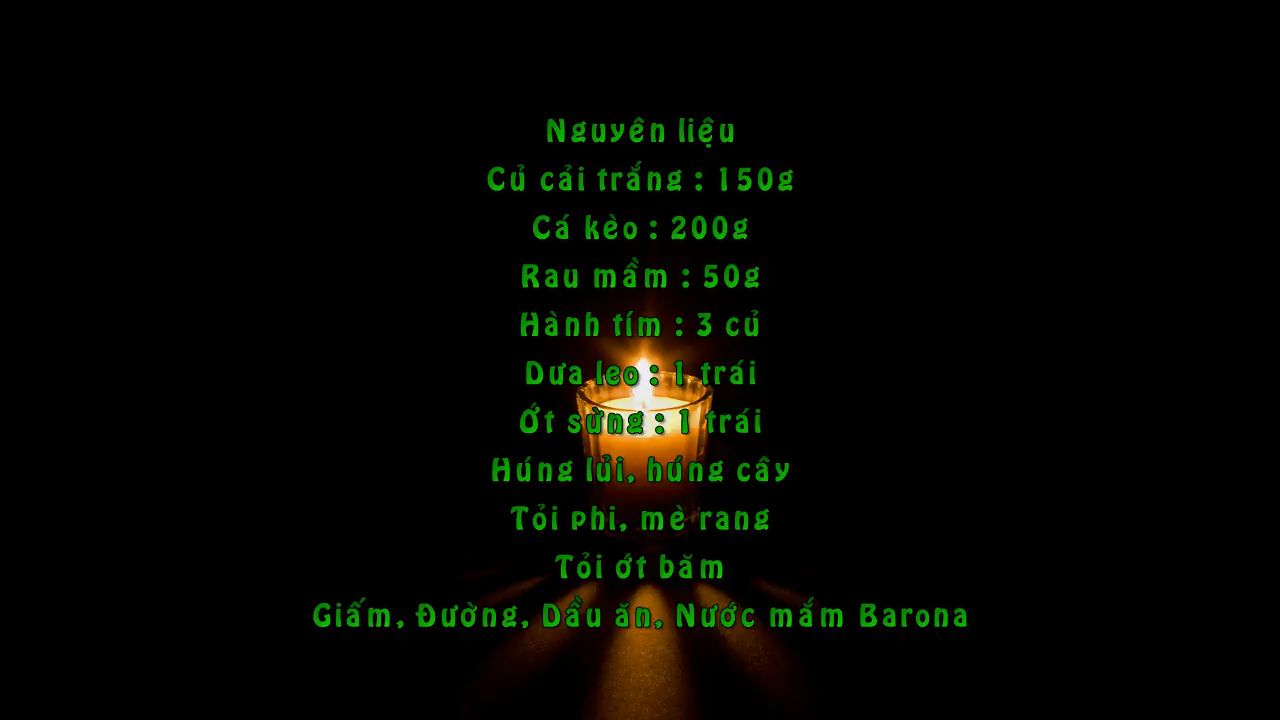 Nguyên liệu
Củ cải trắng : 150g
Cá kèo : 200g
Rau mầm : 50g
Hành tím : 3 củ
Dưa leo : 1 trái
Ớt sừng : 1 trái
Húng lủi, húng cây
Tỏi phi, mè rang
Tỏi ớt băm
Giấm, Đường, Dầu ăn, Nước mắm Barona